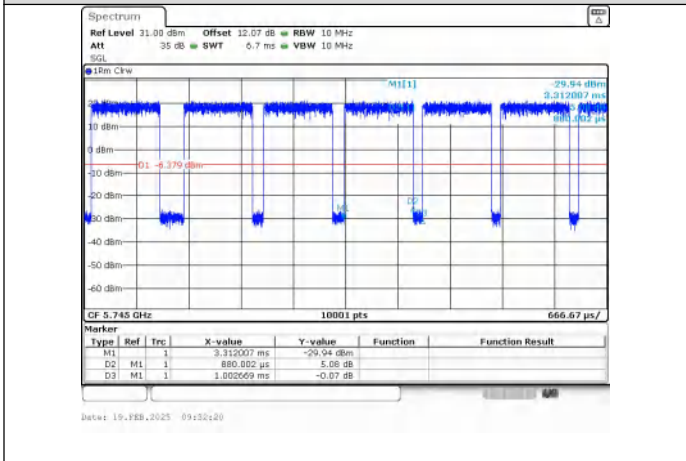 Spectrum
Ref Level 31.00 dBm Offset 12.07 dB RBW 10 MHz
Att 35 dB SWT 6.7 ms VBW 10 MHz
SGL
1Rm Clrw
M1[1] -29.94 dBm
3.312007 ms
880.002 µs
10 dBm
0 dBm
D1 -6.379 dBm
-10 dBm
-20 dBm
-30 dBm
-40 dBm
-50 dBm
-60 dBm
M1
D2
CF 5.745 GHz 10001 pts 666.67 µs/
Marker
Type Ref Trc X-value Y-value Function Function Result
M1 1 3.312007 ms -29.94 dBm
D2 M1 1 880.002 µs 5.08 dB
D3 M1 1 1.002669 ms -0.07 dB
Date: 19.FEB.2025 09:32:20